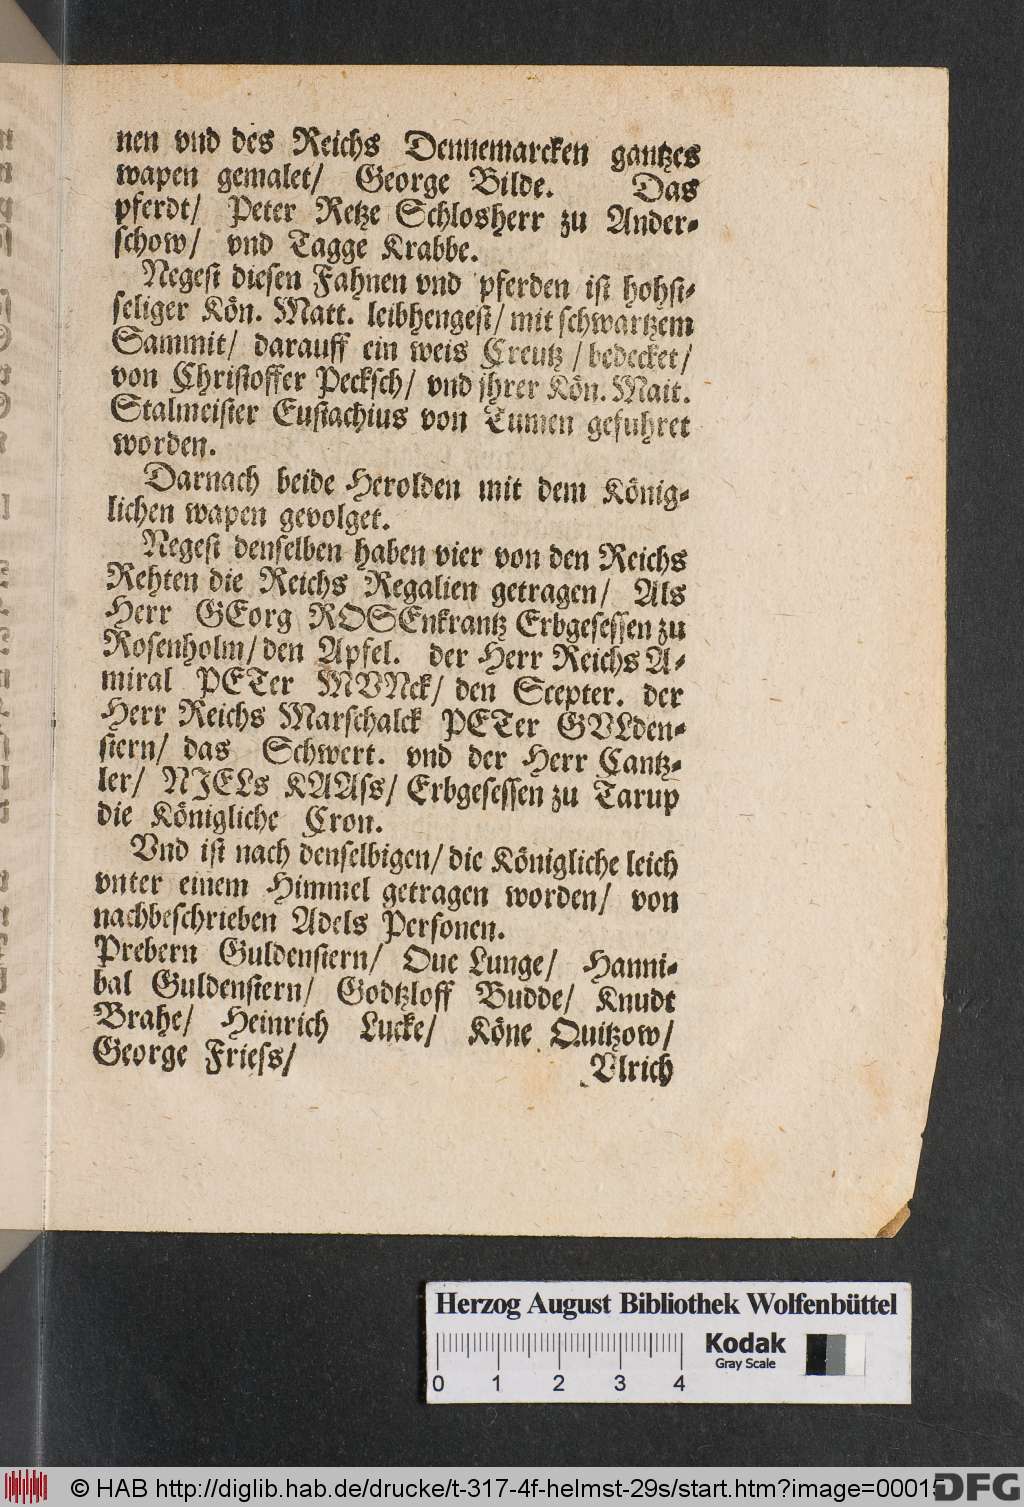 nen vnd des Reichs Dennemarcken gantzes
wapen gemalet/ George Bilde. Das
pferdt/ Peter Retze Schlosherr zu Ander-
schow/ vnd Tagge Krabbe.
Negest diesen Fahnen vnd pferden ist hohst-
seliger Kön. Matt. leibhengest/ mit schwartzem
Sammit/ darauff ein weis Creutz/ bedecket/
von Christoffer Pecksch/ vnd jhrer Kön. Matt.
Stalmeister Eustachius von Tumen gefuhret
worden.
Darnach beide Herolden mit dem König-
lichen wapen gevolget.
Negest denselben haben vier von den Reichs
Rehten die Reichs Regalien getragen/ Als
Herr GEorg ROSEnkrantz Erbgesessen zu
Rosenholm/ den Apfel. der Herr Reichs A-
miral PETer MVNck/ den Scepter. der
Herr Reichs Marschalck PETer GVLden-
stern/ das Schwert. vnd der Herr Cantz-
ler/ NIELs KAAss/ Erbgesessen zu Tarup
die Königliche Cron.
Vnd ist nach denselbigen/ die Königliche leich
vnter einem Himmel getragen worden/ von
nachbeschrieben Adels Personen.
Prebern Guldenstern/ Oue Lunge/ Hanni-
bal Guldenstern/ Godtzloff Budde/ Knudt
Brahe/ Heinrich Lucke/ Köne Quitzow/
George Friess/
Vlrich
Herzog August Bibliothek Wolfenbüttel
Kodak
Gray Scale
0 1 2 3 4
© HAB http://diglib.hab.de/drucke/t-317-4f-helmst-29s/start.htm?image=00015
DFG